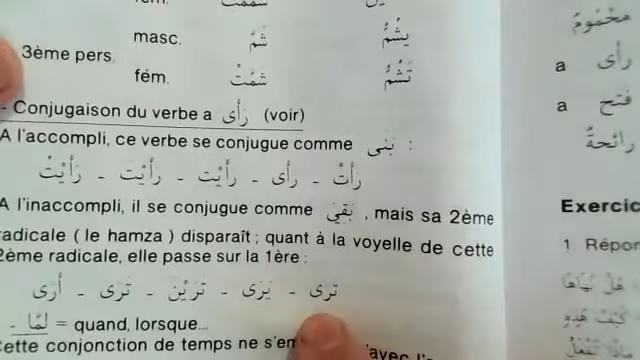 masc. شَمَّ يَشُمُّ
3ème pers.
fém. شَمَّتْ تَشُمُّ
- Conjugaison du verbe a رَأَى (voir)
A l'accompli, ce verbe se conjugue comme بَنَى :
رَأَيْتُ - رَأَيْتَ - رَأَيْتِ - رَأَى - رَأَتْ
A l'inaccompli, il se conjugue comme بَقِيَ , mais sa 2ème
radicale ( le hamza ) disparaît ; quant à la voyelle de cette
2ème radicale, elle passe sur la 1ère :
أَرَى - تَرَى - تَرَيْنَ - يَرَى - تَرَى
لَمَّا = quand, lorsque...
Cette conjonction de temps ne s'em
avec l'a
مَحْمُومٌ
رَأَى a
فَتَحَ a
رَائِحَةٌ
Exercic
1 Répon